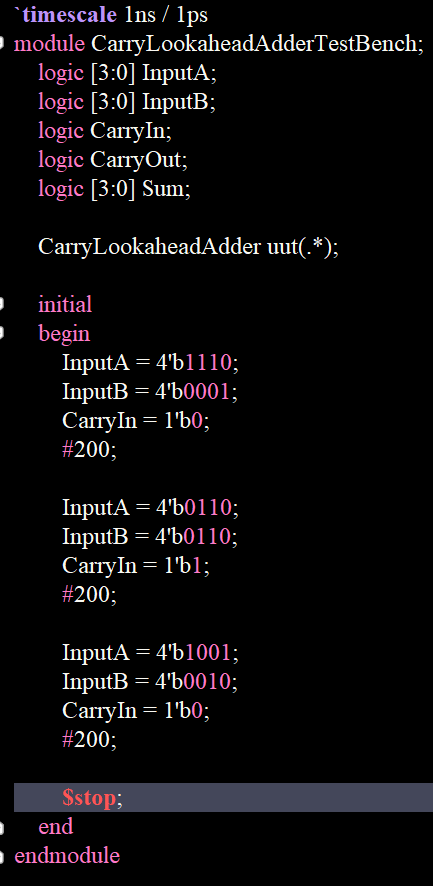 `timescale 1ns / 1ps
module CarryLookaheadAdderTestBench;
logic [3:0] InputA;
logic [3:0] InputB;
logic CarryIn;
logic CarryOut;
logic [3:0] Sum;
CarryLookaheadAdder uut(.*);
initial
begin
InputA = 4'b1110;
InputB = 4'b0001;
CarryIn = 1'b0;
#200;
InputA = 4'b0110;
InputB = 4'b0110;
CarryIn = 1'b1;
#200;
InputA = 4'b1001;
InputB = 4'b0010;
CarryIn = 1'b0;
#200;
$stop;
end
endmodule